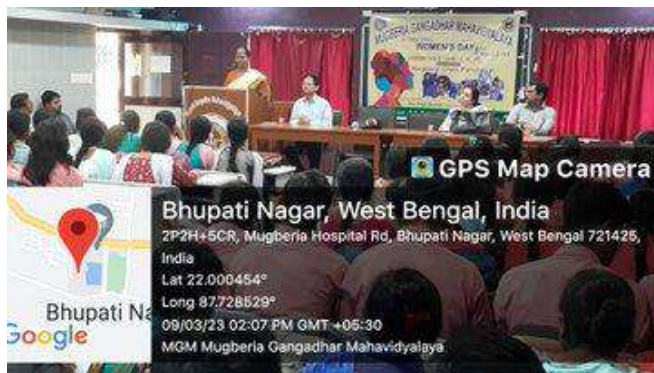 MUGBERIA GANGADHAR MAHAVIDYALAYA
WOMEN'S DAY
GPS Map Camera
Bhupati Nagar, West Bengal, India
2P2H+5CR, Mugberia Hospital Rd, Bhupati Nagar, West Bengal 721425,
India
Lat 22.000454°
Long 87.728529°
09/03/23 02:07 PM GMT +05:30
MGM Mugberia Gangadhar Mahavidyalaya
Bhupati Na
Google